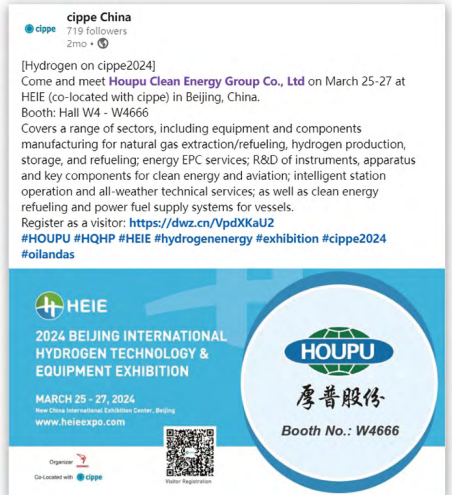 cippe
cippe China
719 followers
2mo •
[Hydrogen on cippe2024]
Come and meet Houpu Clean Energy Group Co., Ltd on March 25-27 at
HEIE (co-located with cippe) in Beijing, China.
Booth: Hall W4 - W4666
Covers a range of sectors, including equipment and components
manufacturing for natural gas extraction/refueling, hydrogen production,
storage, and refueling; energy EPC services; R&D of instruments, apparatus
and key components for clean energy and aviation; intelligent station
operation and all-weather technical services; as well as clean energy
refueling and power fuel supply systems for vessels.
Register as a visitor: https://dwz.cn/VpdXKaU2
#HOUPU #HQHP #HEIE #hydrogenenergy #exhibition #cippe2024
#oilandas
HEIE
2024 BEIJING INTERNATIONAL
HYDROGEN TECHNOLOGY &
EQUIPMENT EXHIBITION
MARCH 25 - 27, 2024
New China International Exhibition Center, Beijing
www.heieexpo.com
HOUPU
厚普股份
Booth No.: W4666
Organizer
Co-Located with cippe
Visitor Registration